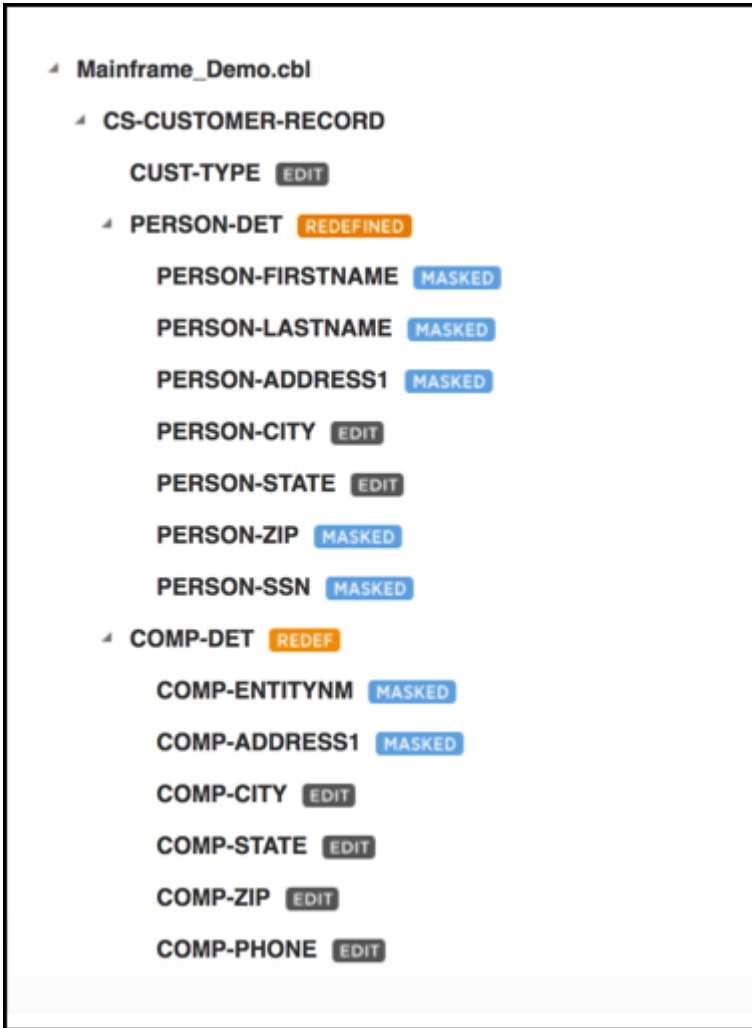 Mainframe_Demo.cbl
CS-CUSTOMER-RECORD
CUST-TYPE EDIT
PERSON-DET REDEFINED
PERSON-FIRSTNAME MASKED
PERSON-LASTNAME MASKED
PERSON-ADDRESS1 MASKED
PERSON-CITY EDIT
PERSON-STATE EDIT
PERSON-ZIP MASKED
PERSON-SSN MASKED
COMP-DET REDEF
COMP-ENTITYNM MASKED
COMP-ADDRESS1 MASKED
COMP-CITY EDIT
COMP-STATE EDIT
COMP-ZIP EDIT
COMP-PHONE EDIT